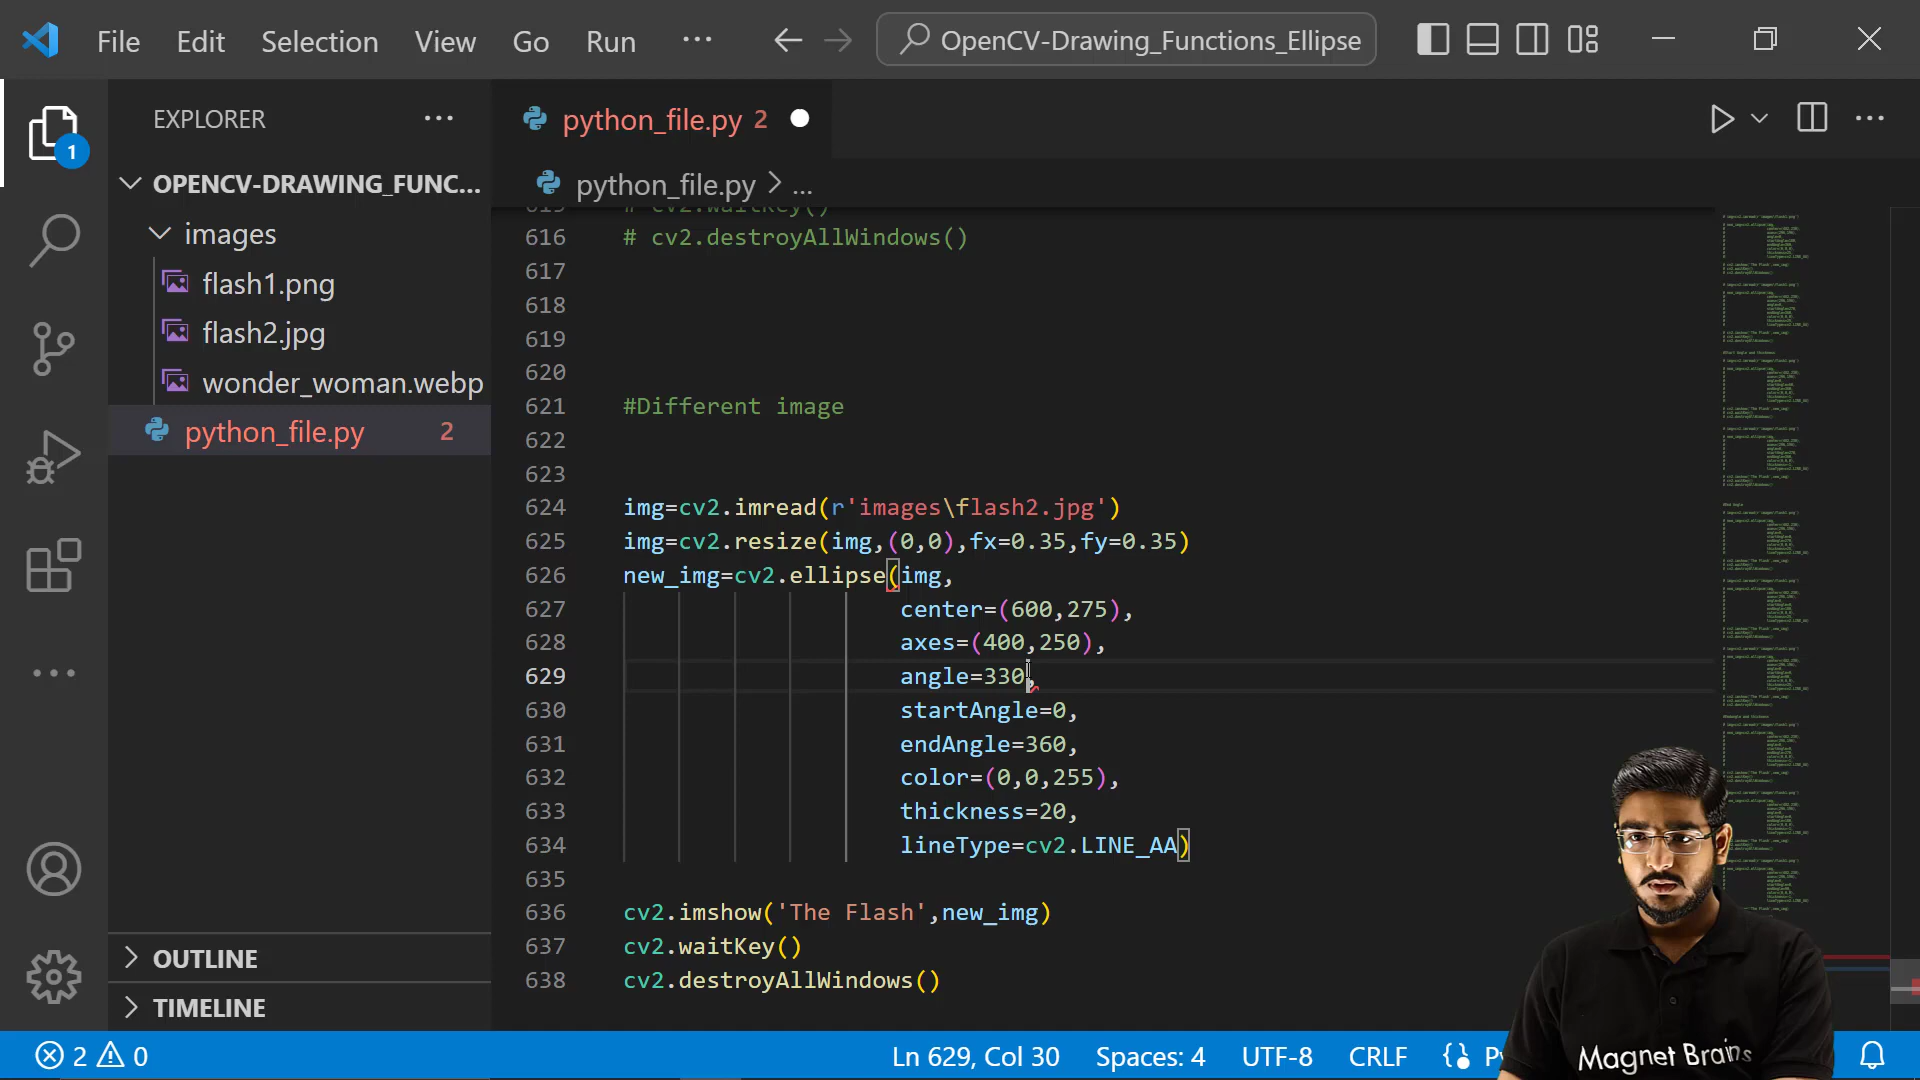 File Edit Selection View Go Run ··· OpenCV-Drawing_Functions_Ellipse
EXPLORER
python_file.py 2
1
OPENCV-DRAWING_FUNC...
images
flash1.png
flash2.jpg
wonder_woman.webp
python_file.py 2
OUTLINE
TIMELINE
python_file.py > ...
# cv2.waitKey()
616 # cv2.destroyAllWindows()
617
618
619
620
621 #Different image
622
623
624 img=cv2.imread(r'images\flash2.jpg')
625 img=cv2.resize(img,(0,0),fx=0.35,fy=0.35)
626 new_img=cv2.ellipse(img,
627 center=(600,275),
628 axes=(400,250),
629 angle=330,
630 startAngle=0,
631 endAngle=360,
632 color=(0,0,255),
633 thickness=20,
634 lineType=cv2.LINE_AA)
635
636 cv2.imshow('The Flash',new_img)
637 cv2.waitKey()
638 cv2.destroyAllWindows()
2 0 Ln 629, Col 30 Spaces: 4 UTF-8 CRLF
Magnet Brains